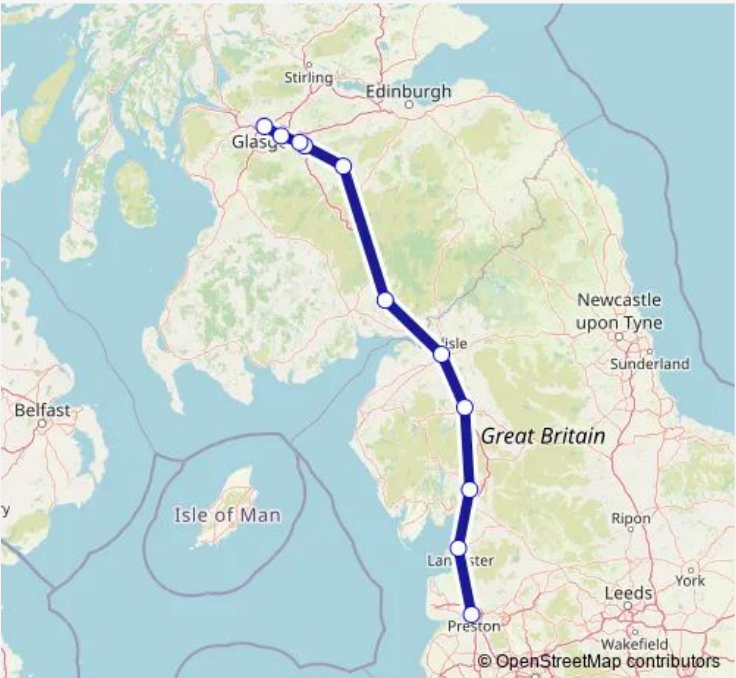 Stirling
Edinburgh
Glasg
Newcastle
upon Tyne
isle
Sunderland
Belfast
Great Britain
y
Isle of Man
Ripon
Lan ster
York
Leeds
Preston
Wakefield
© OpenStreetMap contributors